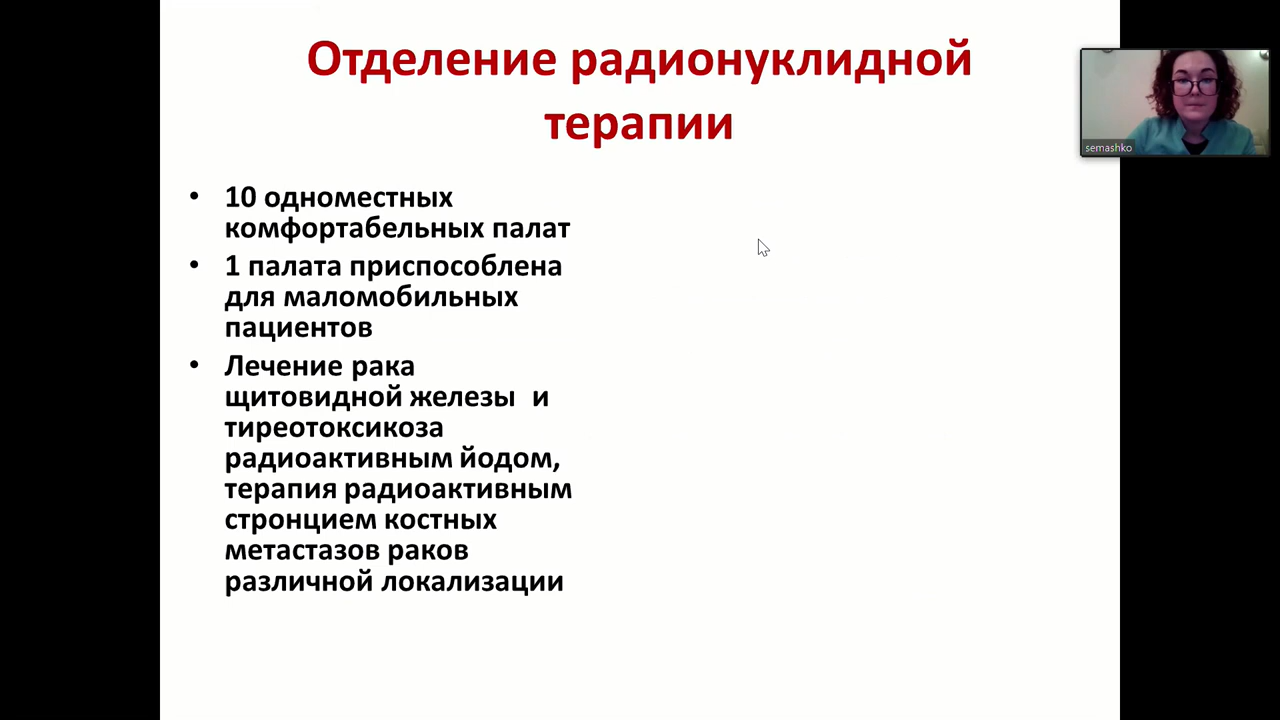 Отделение радионуклидной
терапии
semashko
• 10 одноместных
комфортабельных палат
• 1 палата приспособлена
для маломобильных
пациентов
• Лечение рака
щитовидной железы и
тиреотоксикоза
радиоактивным йодом,
терапия радиоактивным
стронцием костных
метастазов раков
различной локализации